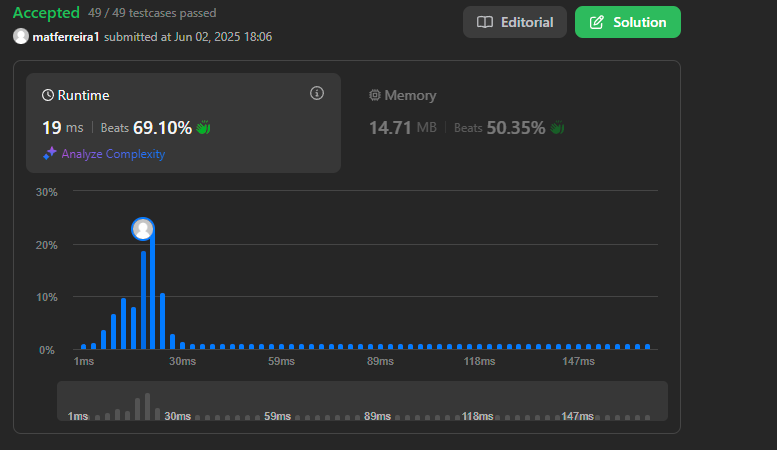 Accepted 49 / 49 testcases passed
Editorial
Solution
matferreira1 submitted at Jun 02, 2025 18:06
Runtime
19 ms | Beats 69.10%
Analyze Complexity
Memory
14.71 MB | Beats 50.35%
30%
20%
10%
0%
1ms 30ms 59ms 89ms 118ms 147ms
1ms 30ms 59ms 89ms 118ms 147ms